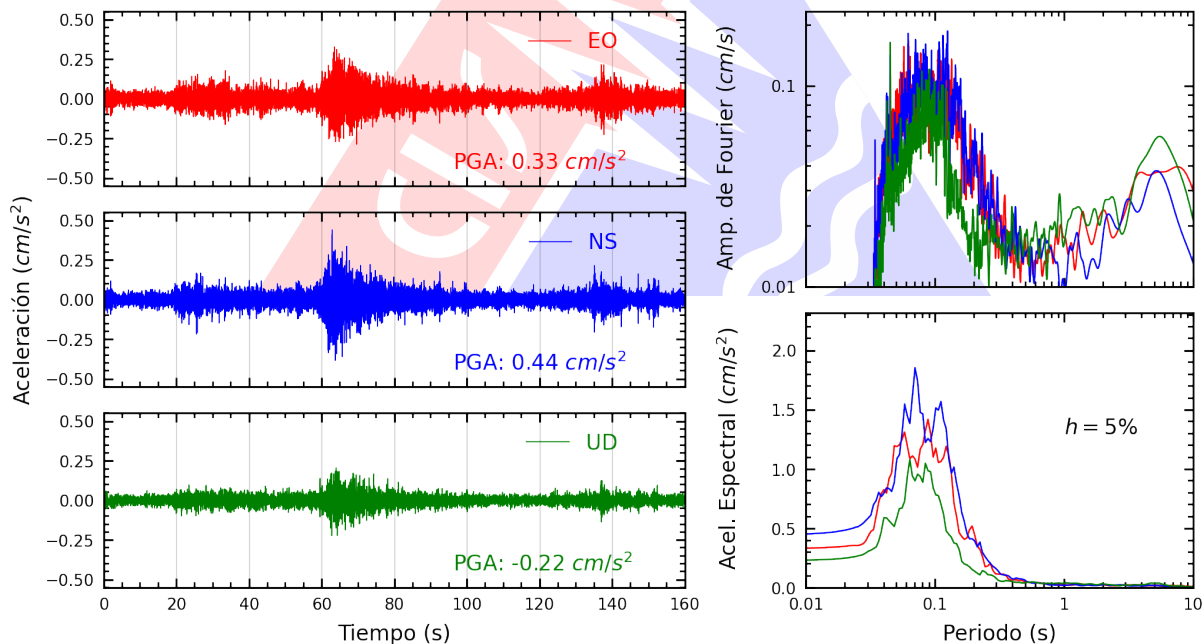 Aceleración (cm/s²)
0.50
0.25
0.00
−0.25
−0.50
EO
PGA: 0.33 cm/s²
0.50
0.25
0.00
−0.25
−0.50
NS
PGA: 0.44 cm/s²
0.50
0.25
0.00
−0.25
−0.50
UD
PGA: -0.22 cm/s²
0 20 40 60 80 100 120 140 160
Tiempo (s)
Amp. de Fourier (cm/s)
0.1
0.01
Acel. Espectral (cm/s²)
2.0
1.5
1.0
0.5
0.0
h = 5%
0.01 0.1 1 10
Periodo (s)